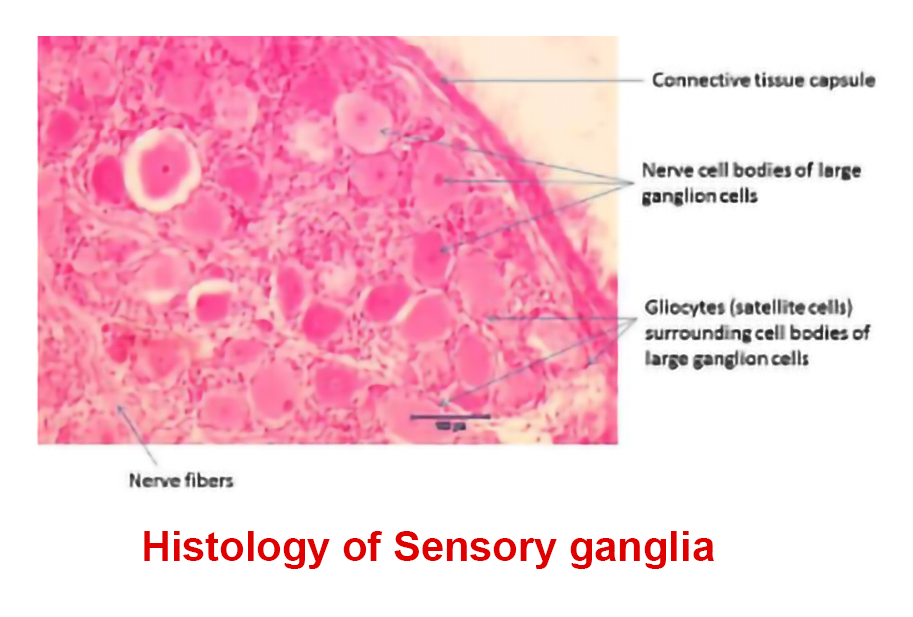 Connective tissue capsule
Nerve cell bodies of large
ganglion cells
Gliocytes (satellite cells)
surrounding cell bodies of
large ganglion cells
Nerve fibers
Histology of Sensory ganglia